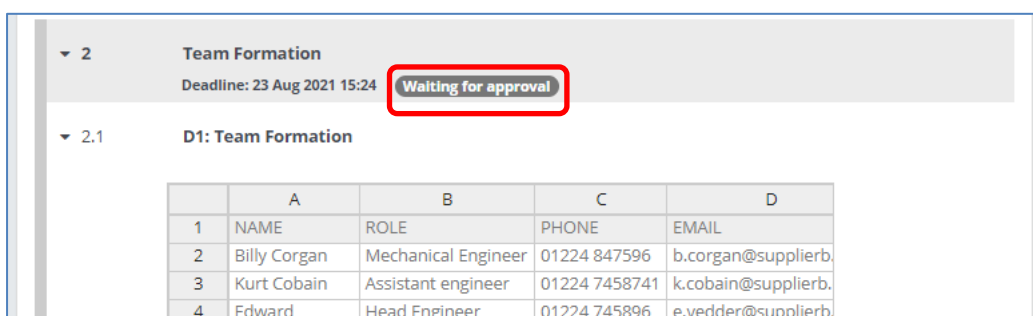 2 Team Formation
Deadline: 23 Aug 2021 15:24 Waiting for approval
2.1 D1: Team Formation
A B C D
1 NAME ROLE PHONE EMAIL
2 Billy Corgan Mechanical Engineer 01224 847596 b.corgan@supplierb.
3 Kurt Cobain Assistant engineer 01224 7458741 k.cobain@supplierb.
4 Edward Head Engineer 01224 745896 e.vedder@supplierb.